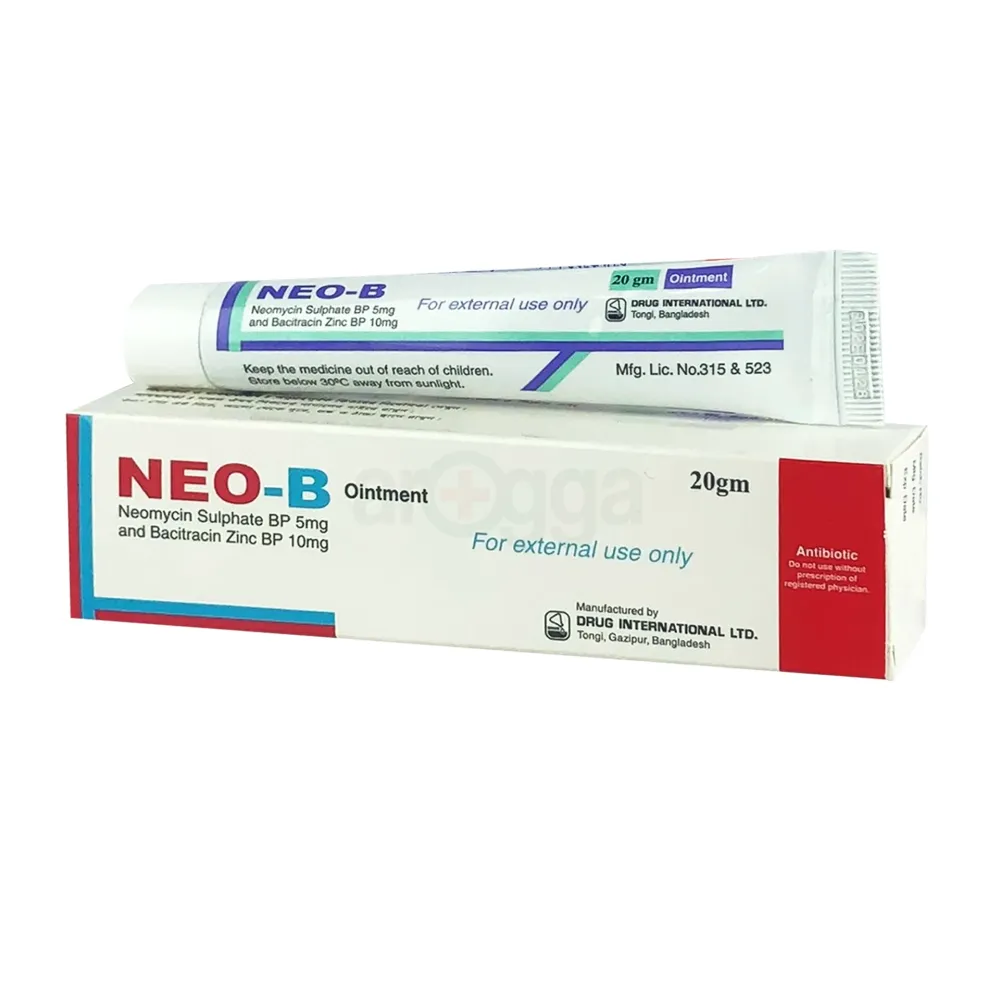 20 gm Ointment
NEO-B
Neomycin Sulphate BP 5mg
and Bacitracin Zinc BP 10mg
For external use only
DRUG INTERNATIONAL LTD.
Tongi, Bangladesh
Keep the medicine out of reach of children.
Store below 30ºC away from sunlight.
Mfg. Lic. No.315 & 523
NEO-B Ointment
20gm
Neomycin Sulphate BP 5mg
and Bacitracin Zinc BP 10mg
For external use only
arogga
Manufactured by
DRUG INTERNATIONAL LTD.
Tongi, Gazipur, Bangladesh
Antibiotic
Do not use without
prescription of
registered physician.